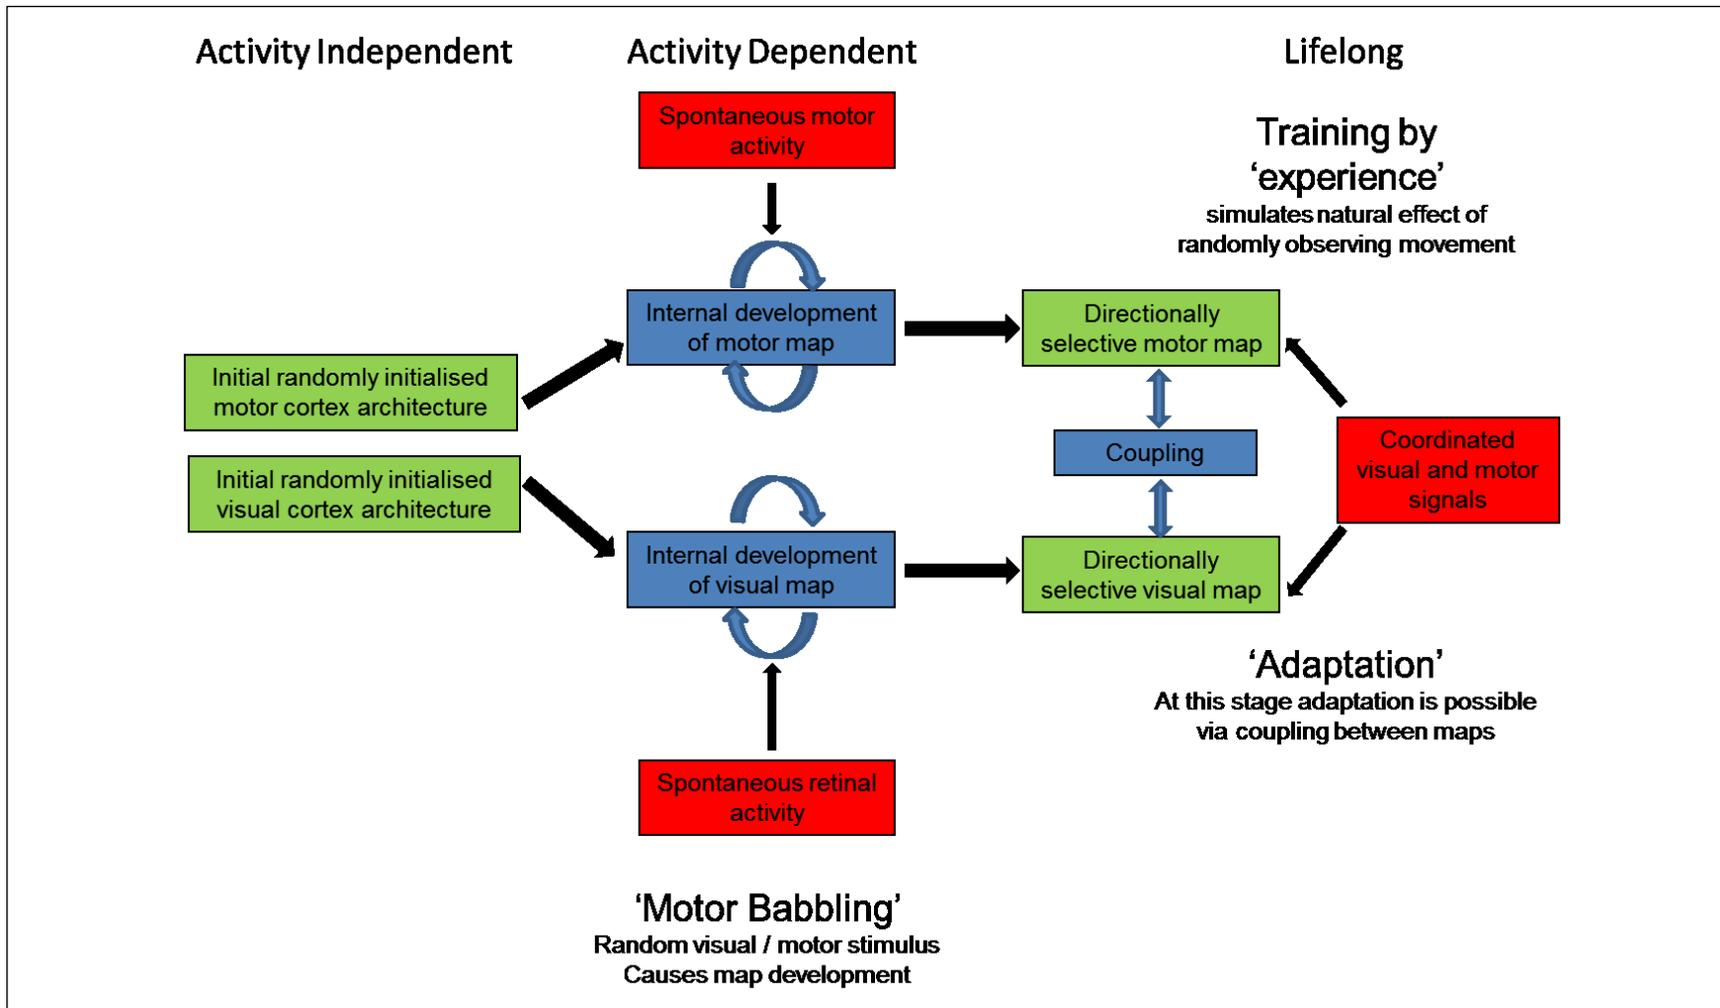 Activity Independent
Activity Dependent
Lifelong
Spontaneous motor
activity
Training by
‘experience’
simulates natural effect of
randomly observing movement
Internal development
of motor map
Directionally
selective motor map
Initial randomly initialised
motor cortex architecture
Coupling
Coordinated
visual and motor
signals
Initial randomly initialised
visual cortex architecture
Internal development
of visual map
Directionally
selective visual map
‘Adaptation’
At this stage adaptation is possible
via coupling between maps
Spontaneous retinal
activity
‘Motor Babbling’
Random visual / motor stimulus
Causes map development